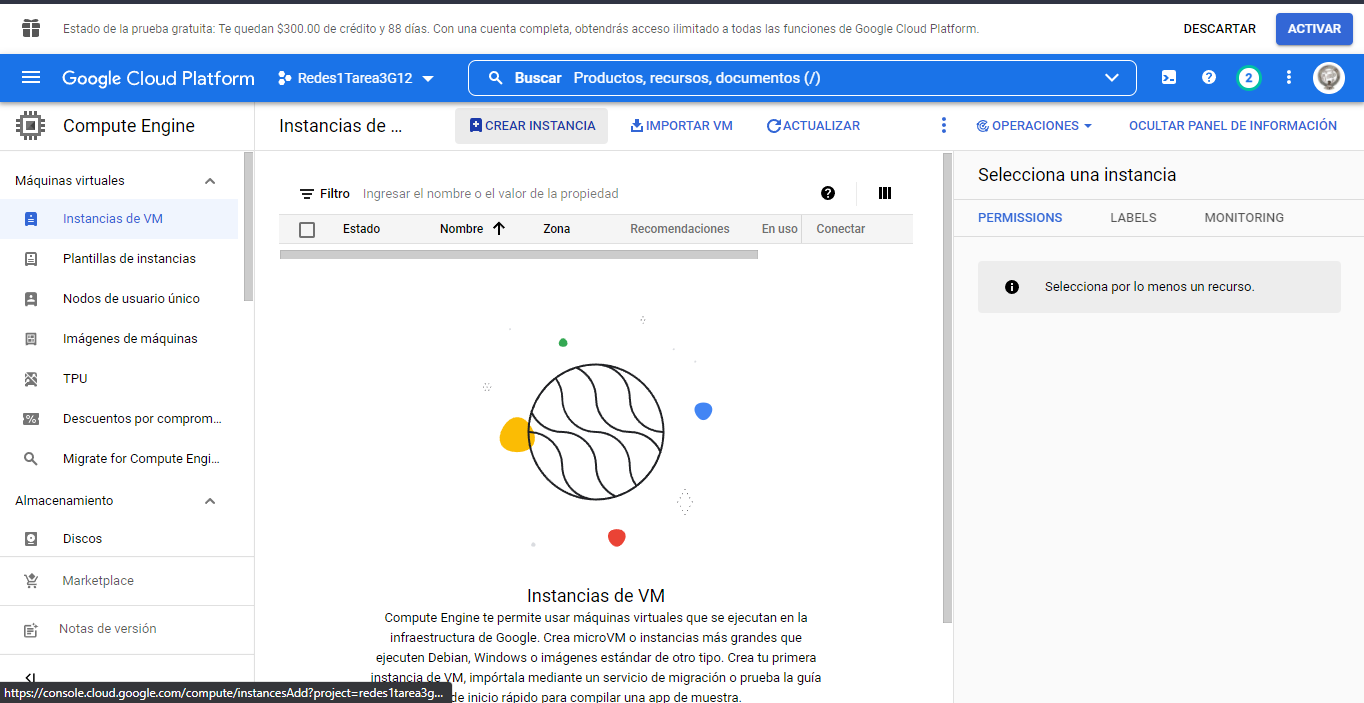 Estado de la prueba gratuita: Te quedan $300.00 de crédito y 88 días. Con una cuenta completa, obtendrás acceso ilimitado a todas las funciones de Google Cloud Platform.
DESCARTAR
ACTIVAR
Google Cloud Platform
Redes1Tarea3G12
Buscar Productos, recursos, documentos (/)
2
Compute Engine
Instancias de ...
CREAR INSTANCIA
IMPORTAR VM
ACTUALIZAR
OPERACIONES
OCULTAR PANEL DE INFORMACIÓN
Máquinas virtuales
Instancias de VM
Plantillas de instancias
Nodos de usuario único
Imágenes de máquinas
TPU
Descuentos por comprom...
Migrate for Compute Engi...
Almacenamiento
Discos
Marketplace
Notas de versión
Filtro Ingresar el nombre o el valor de la propiedad
Estado Nombre Zona Recomendaciones En uso Conectar
Instancias de VM
Compute Engine te permite usar máquinas virtuales que se ejecutan en la
infraestructura de Google. Crea microVM o instancias más grandes que
ejecuten Debian, Windows o imágenes estándar de otro tipo. Crea tu primera
instancia de VM, impórtala mediante un servicio de migración o prueba la guía
de inicio rápido para compilar una app de muestra.
Selecciona una instancia
PERMISSIONS LABELS MONITORING
Selecciona por lo menos un recurso.
https://console.cloud.google.com/compute/instancesAdd?project=redes1tarea3g...